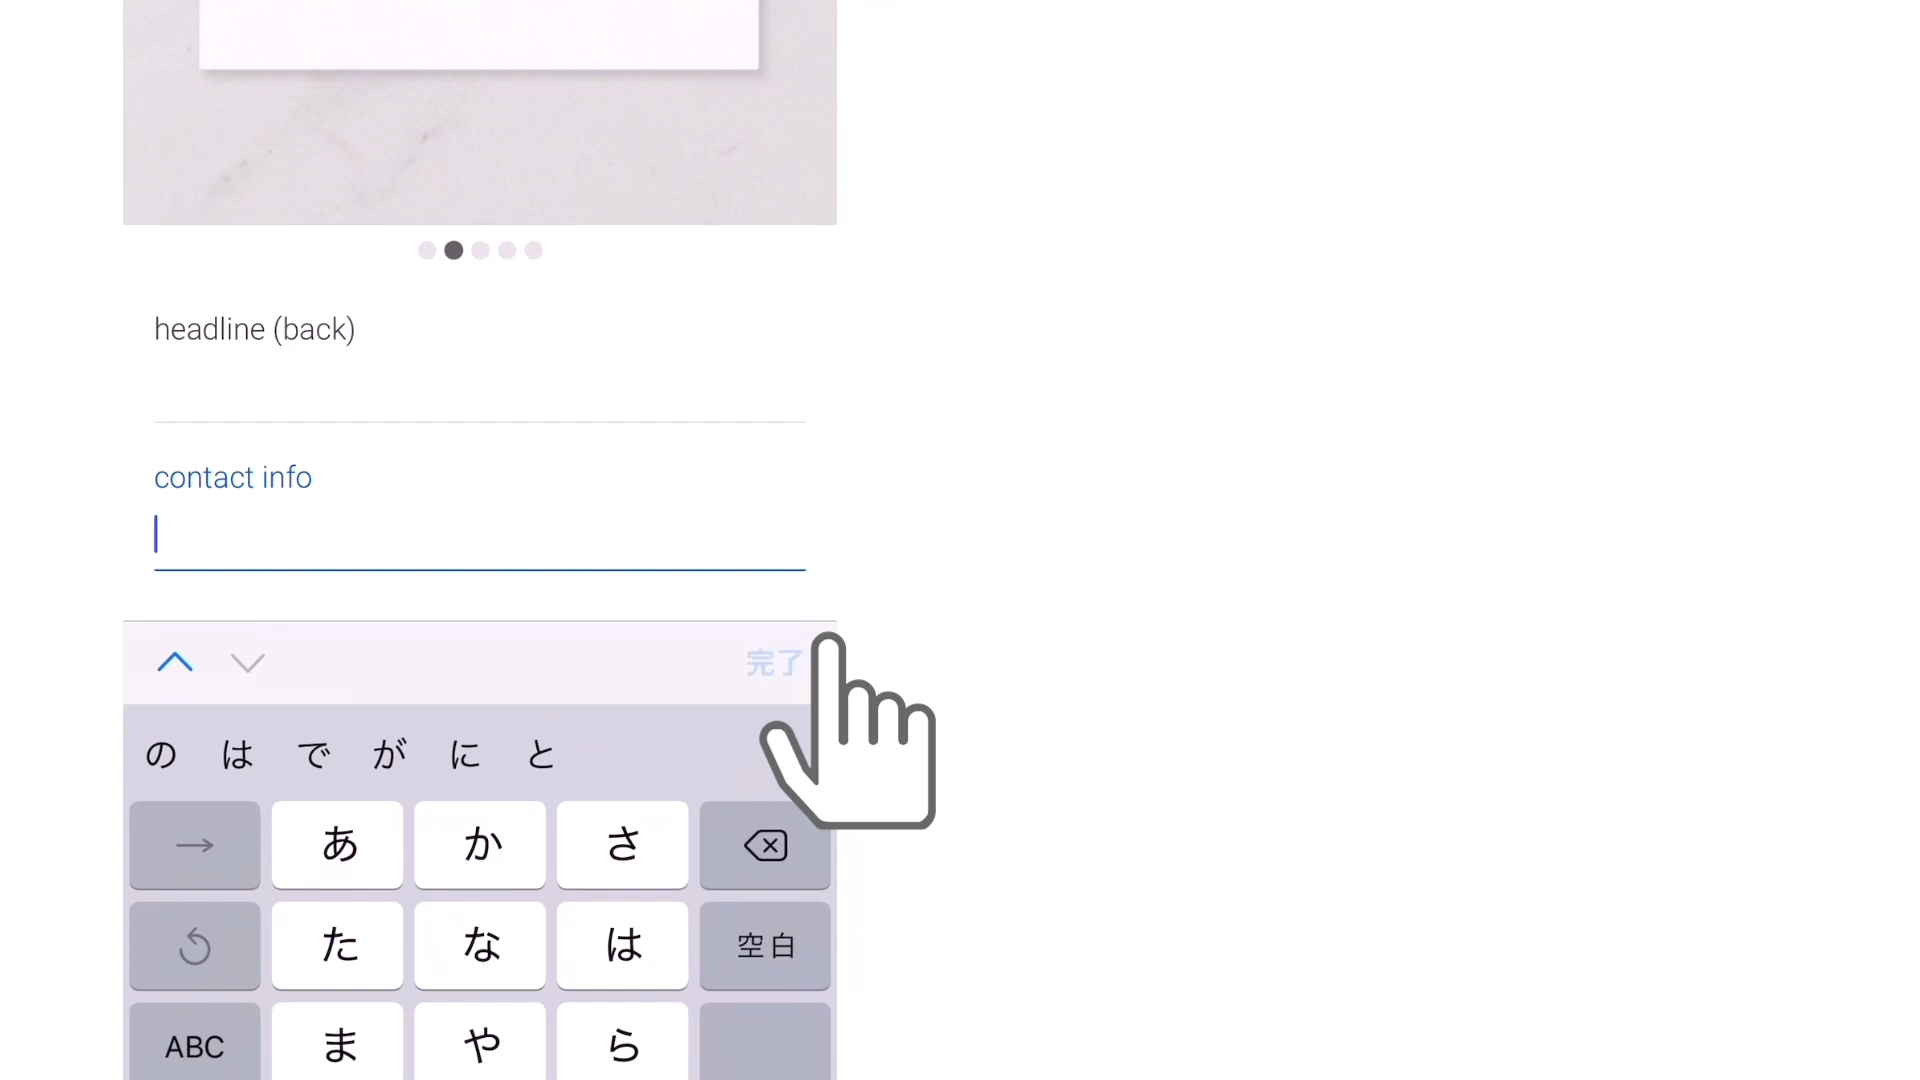 headline (back)
contact info
完了
の は で が に と
→ あ か さ
た な は 空白
ABC ま や ら